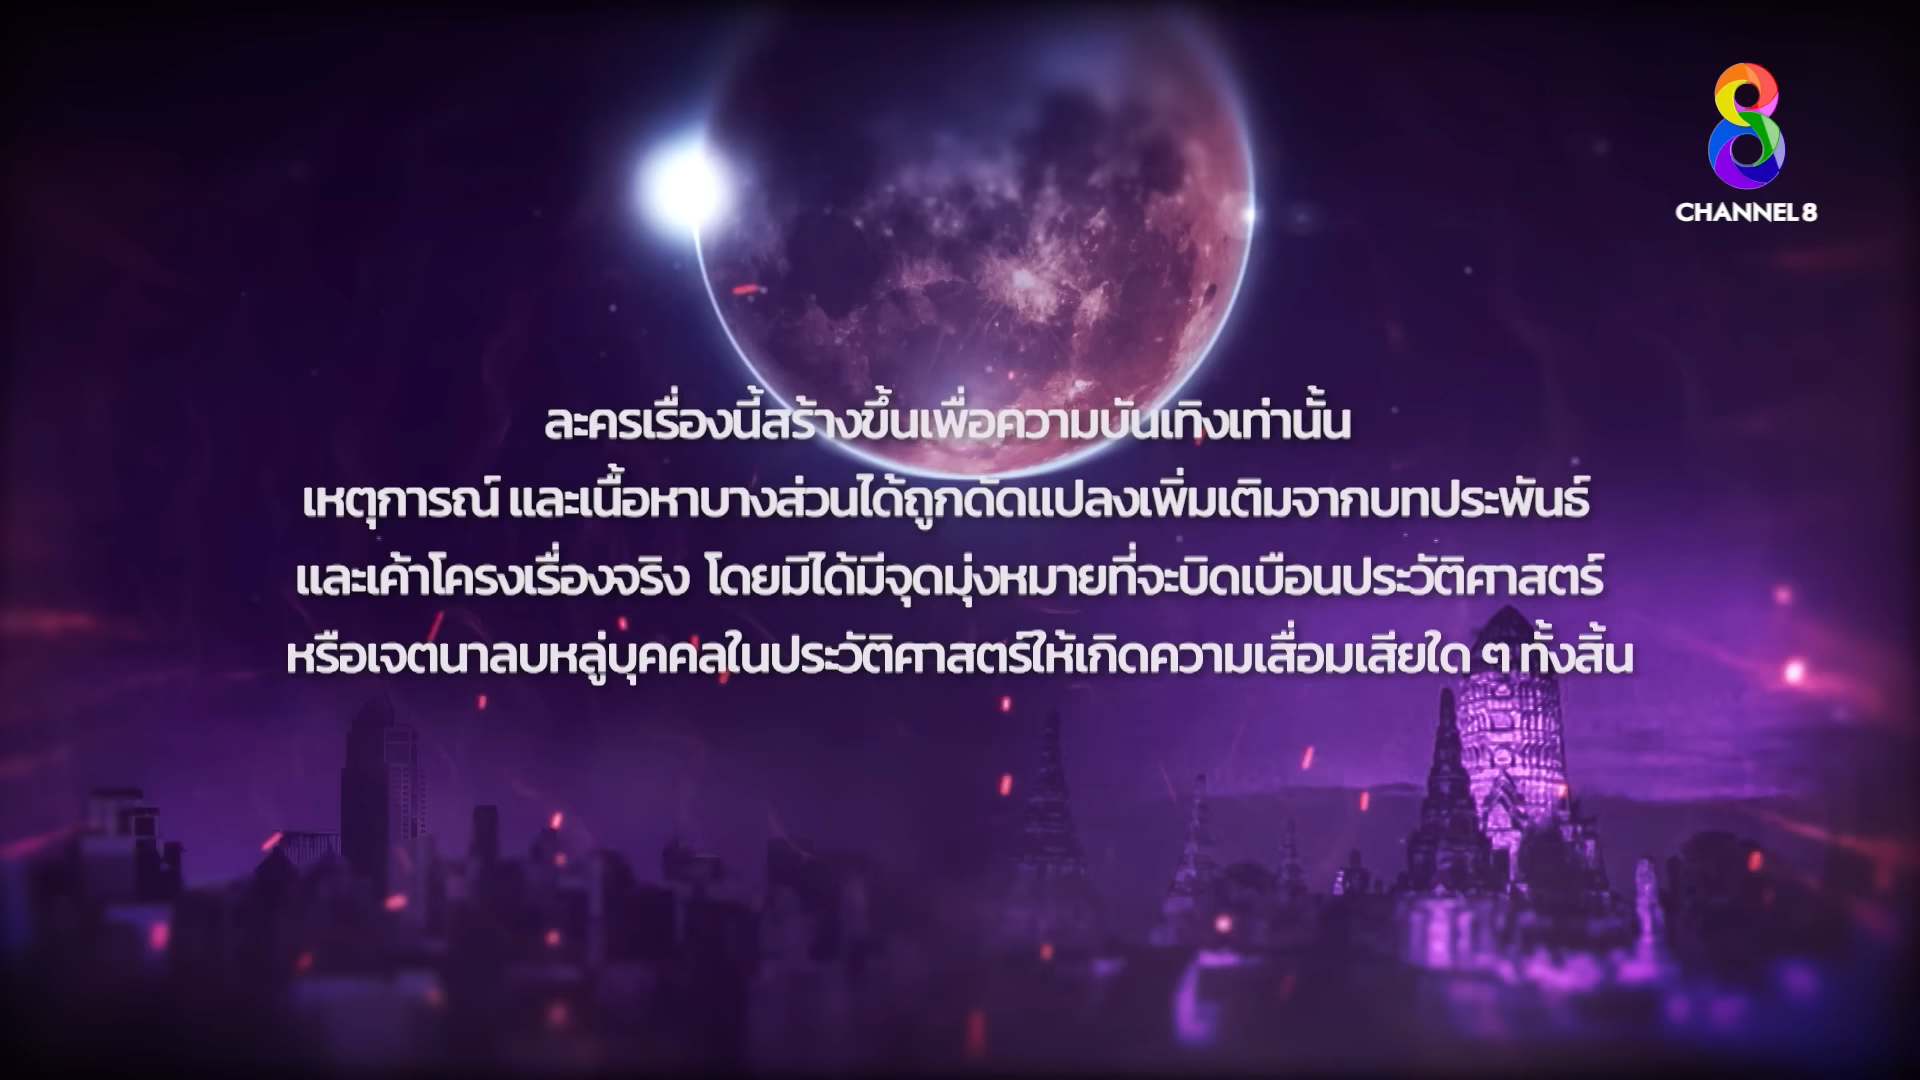 CHANNEL 8
ละครเรื่องนี้สร้างขึ้นเพื่อความบันเทิงเท่านั้น
เหตุการณ์ และเนื้อหาบางส่วนได้ถูกดัดแปลงเพิ่มเติมจากบทประพันธ์
และเค้าโครงเรื่องจริง โดยมิได้มีจุดมุ่งหมายที่จะบิดเบือนประวัติศาสตร์
หรือเจตนาลบหลู่บุคคลในประวัติศาสตร์ให้เกิดความเสื่อมเสียใด ๆ ทั้งสิ้น